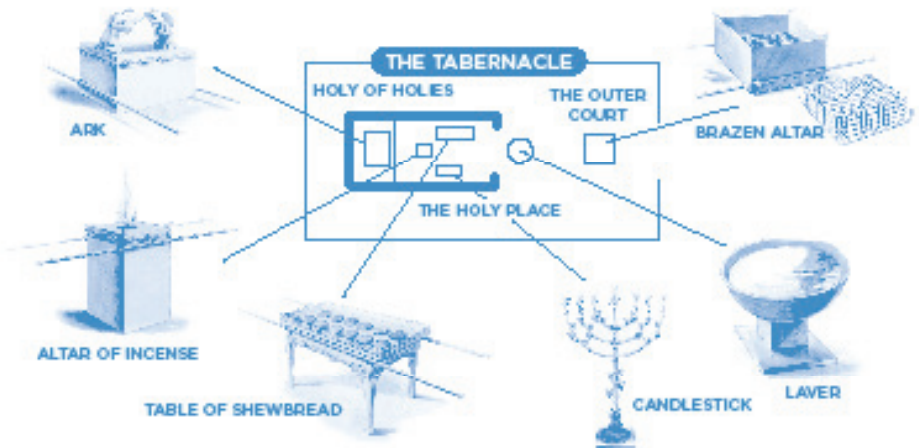 THE TABERNACLE
HOLY OF HOLIES
THE OUTER
COURT
ARK
BRAZEN ALTAR
THE HOLY PLACE
ALTAR OF INCENSE
TABLE OF SHEWBREAD
CANDLESTICK
LAVER